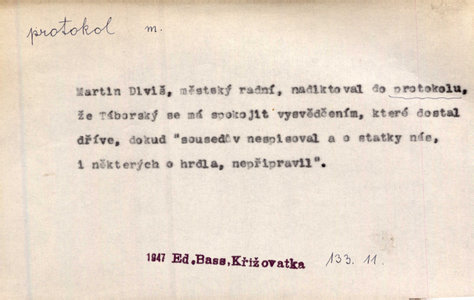 protokol m.
Martin Diviš, městský radní, nadiktoval do protokolu,
že Táborský se má spokojit vysvědčením, které dostal
dříve, dokud "sousedův nespisoval a o statky nás,
i některých o hrdla, nepřipravil".
1947 Ed.Bass,Křižovatka 133. 11.